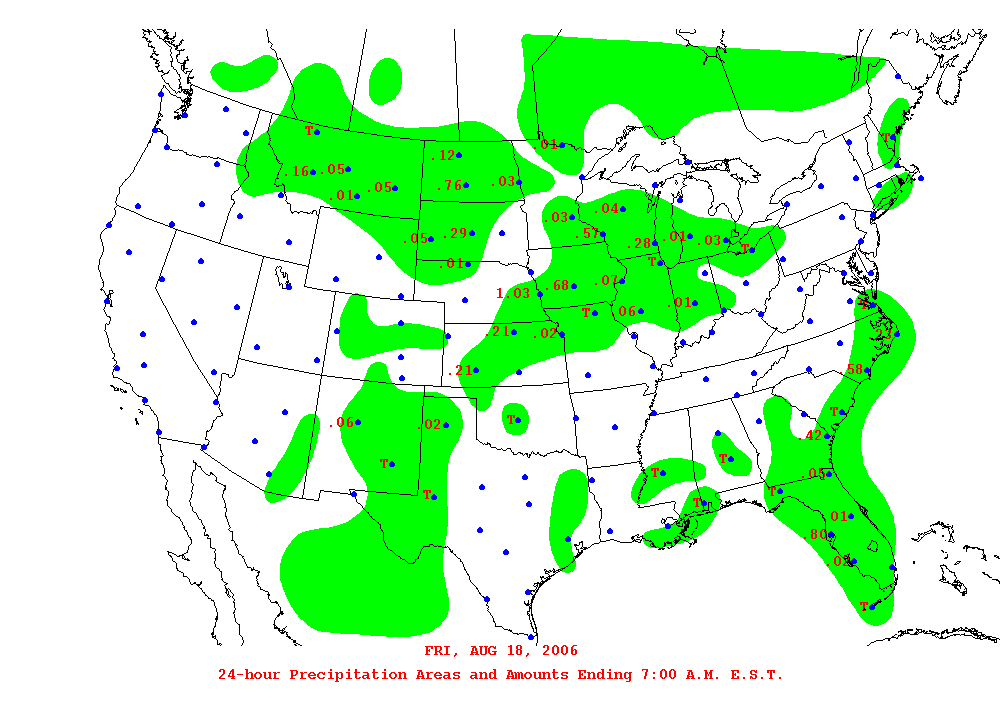 T
.01
T
.12
.16 .05
.05 .76 .03
.01
.03 .04
.05 .29 .57 .28 .01 .03 T
.01 T
1.03 .68 .07
.01
T .06
.21 .02
.21
.58
.06 .02 T T
.42
T T
T .05
T T
.01
.80
T
FRI, AUG 18, 2006
24-hour Precipitation Areas and Amounts Ending 7:00 A.M. E.S.T.